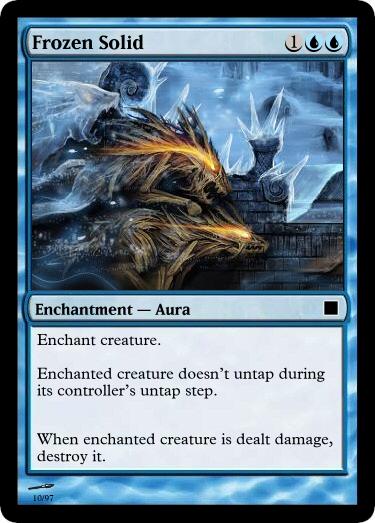 Frozen Solid 1
Enchantment — Aura
Enchant creature.
Enchanted creature doesn't untap during
its controller's untap step.
When enchanted creature is dealt damage,
destroy it.
10/97